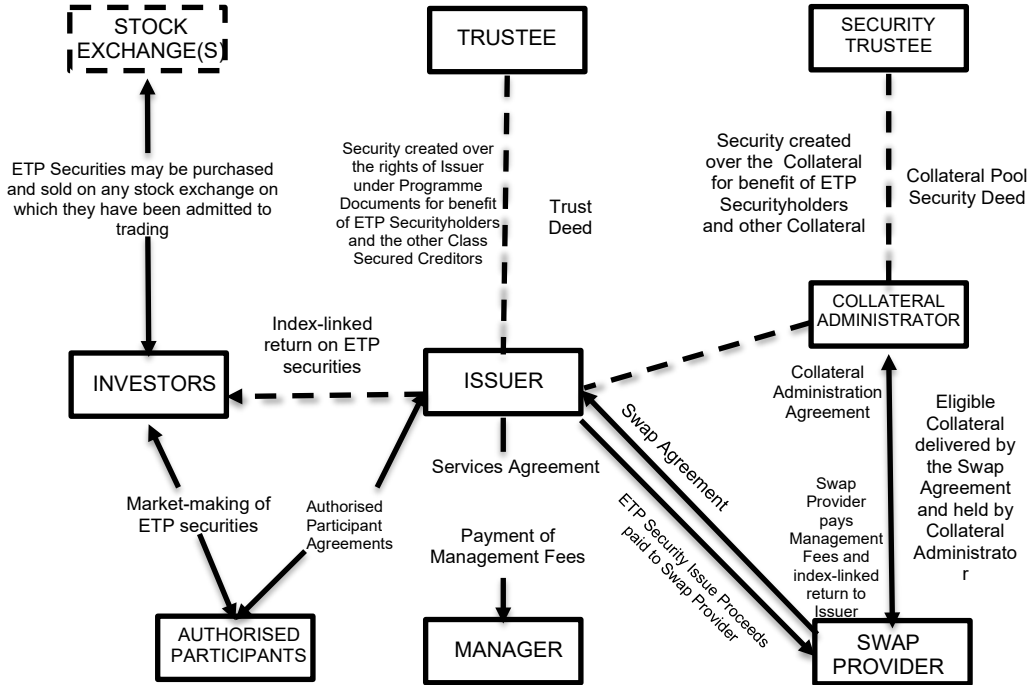 STOCK
EXCHANGE(S)
TRUSTEE
SECURITY
TRUSTEE
ETP Securities may be purchased
and sold on any stock exchange on
which they have been admitted to
trading
Security created over
the rights of Issuer
under Programme
Documents for benefit
of ETP Securityholders
and the other Class
Secured Creditors
Trust
Deed
Security created
over the Collateral
for benefit of ETP
Securityholders
and other Collateral
Collateral Pool
Security Deed
COLLATERAL
ADMINISTRATOR
Index-linked
return on ETP
securities
INVESTORS
ISSUER
Collateral
Administration
Agreement
Eligible
Collateral
delivered by
the Swap
Agreement
and held by
Collateral
Administrato
r
Swap Agreement
Services Agreement
Market-making of
ETP securities
Authorised
Participant
Agreements
ETP Security Issue Proceeds
paid to Swap Provider
Swap
Provider
pays
Management
Fees and
index-linked
return to
Issuer
Payment of
Management Fees
AUTHORISED
PARTICIPANTS
MANAGER
SWAP
PROVIDER